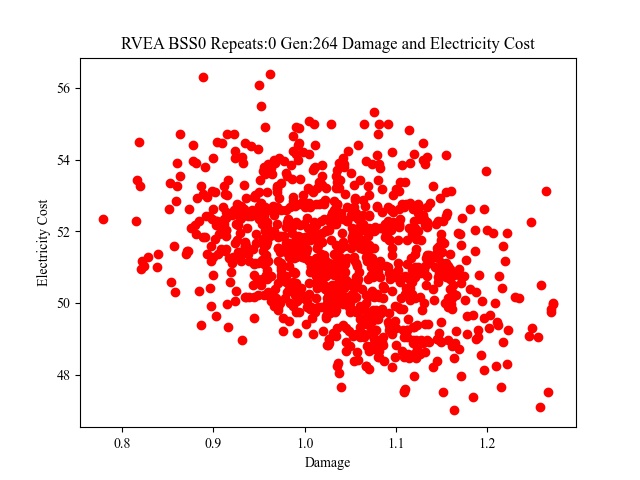 RVEA BSS0 Repeats:0 Gen:264 Damage and Electricity Cost
56
54
52
50
48
Electricity Cost
0.8 0.9 1.0 1.1 1.2
Damage